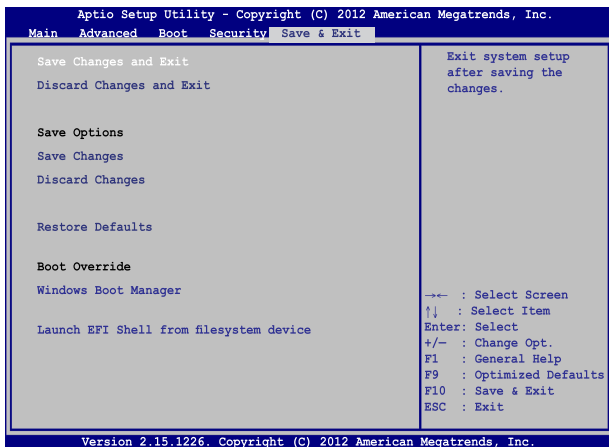 Aptio Setup Utility - Copyright (C) 2012 American Megatrends, Inc.
Main Advanced Boot Security Save & Exit
Save Changes and Exit
Discard Changes and Exit
Save Options
Save Changes
Discard Changes
Restore Defaults
Boot Override
Windows Boot Manager
Launch EFI Shell from filesystem device
Exit system setup
after saving the
changes.
→← : Select Screen
↑↓ : Select Item
Enter: Select
+/— : Change Opt.
F1 : General Help
F9 : Optimized Defaults
F10 : Save & Exit
ESC : Exit
Version 2.15.1226. Copyright (C) 2012 American Megatrends, Inc.